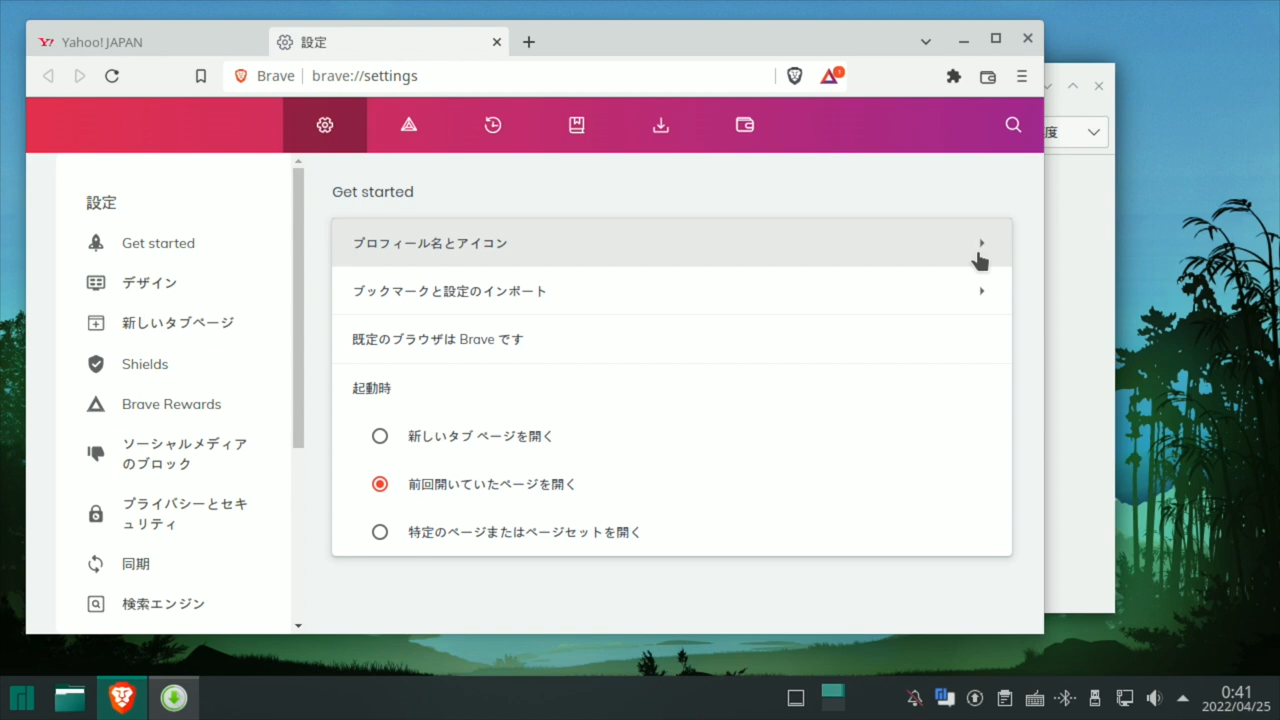 Yahoo! JAPAN
設定
Brave
brave://settings
度
設定
Get started
デザイン
新しいタブページ
Shields
Brave Rewards
ソーシャルメディア
のブロック
プライバシーとセキ
ュリティ
同期
検索エンジン
Get started
プロフィール名とアイコン
ブックマークと設定のインポート
既定のブラウザは Brave です
起動時
新しいタブ ページを開く
前回開いていたページを開く
特定のページまたはページセットを開く
0:41
2022/04/25